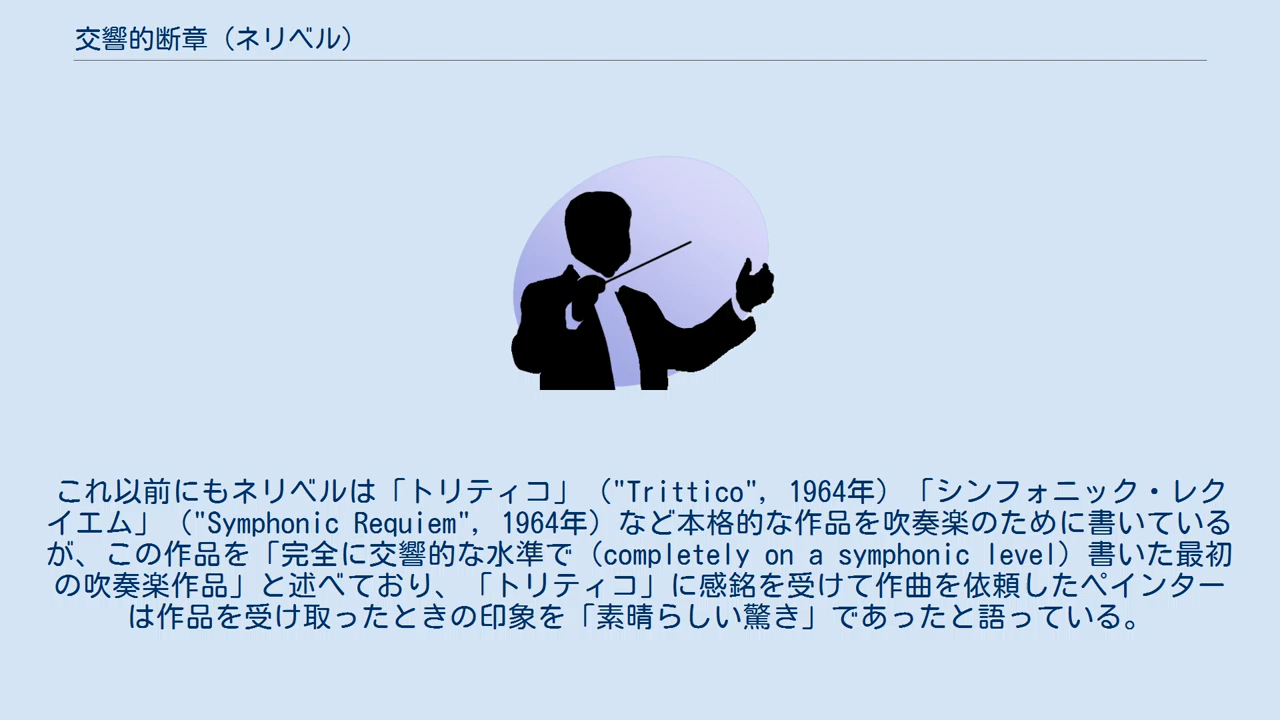 交響的断章（ネリベル）
これ以前にもネリベルは「トリティコ」（"Trittico", 1964年）「シンフォニック・レク
イエム」（"Symphonic Requiem", 1964年）など本格的な作品を吹奏楽のために書いている
が、この作品を「完全に交響的な水準で（completely on a symphonic level）書いた最初
の吹奏楽作品」と述べており、「トリティコ」に感銘を受けて作曲を依頼したペインター
は作品を受け取ったときの印象を「素晴らしい驚き」であったと語っている。